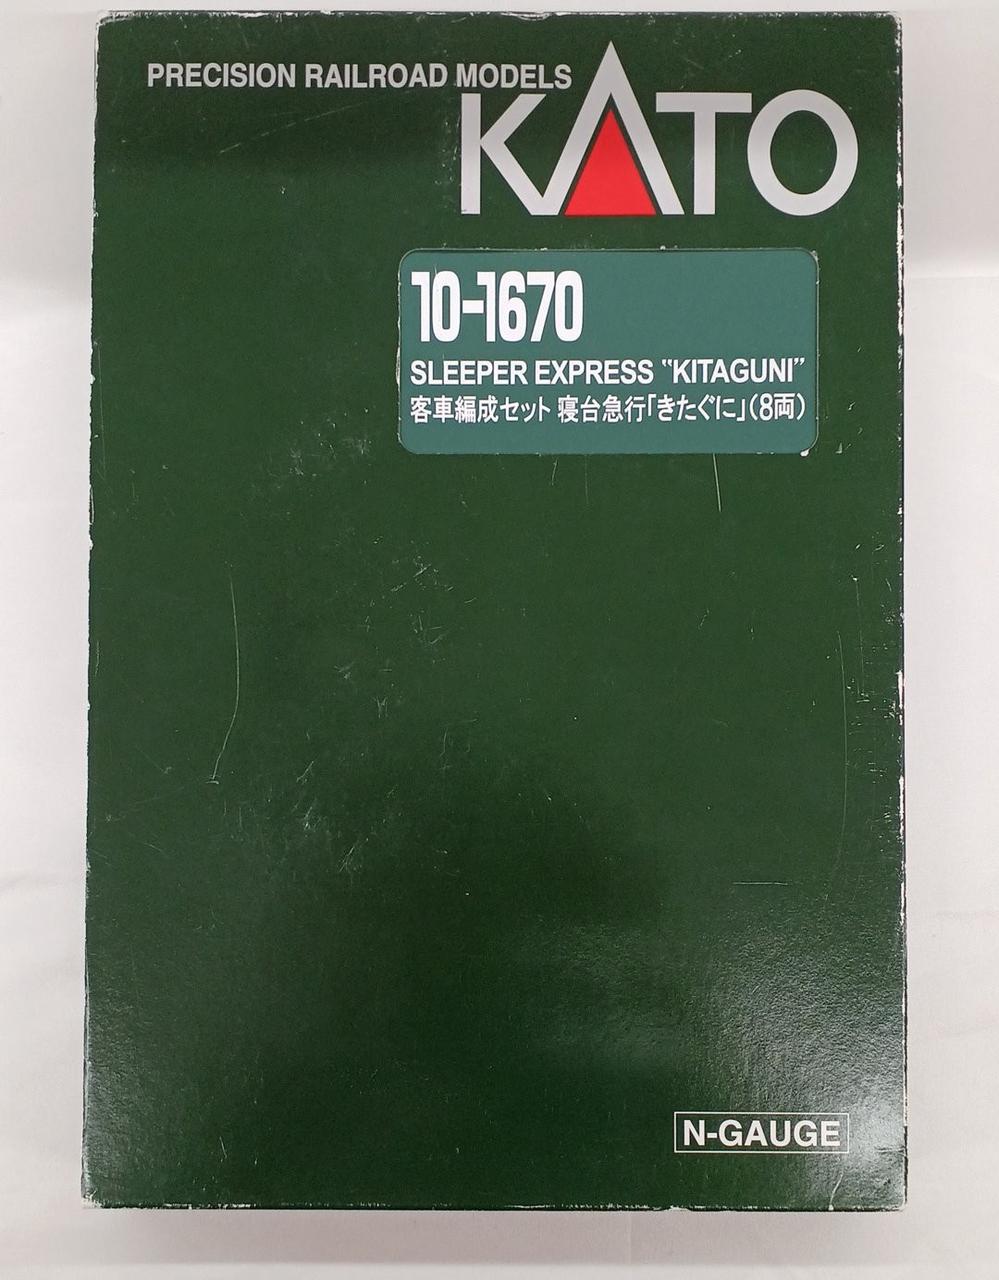 PRECISION RAILROAD MODELS
KATO
10-1670
SLEEPER EXPRESS "KITAGUNI"
客車編成セット 寝台急行｢きたぐに｣(8両)
N-GAUGE